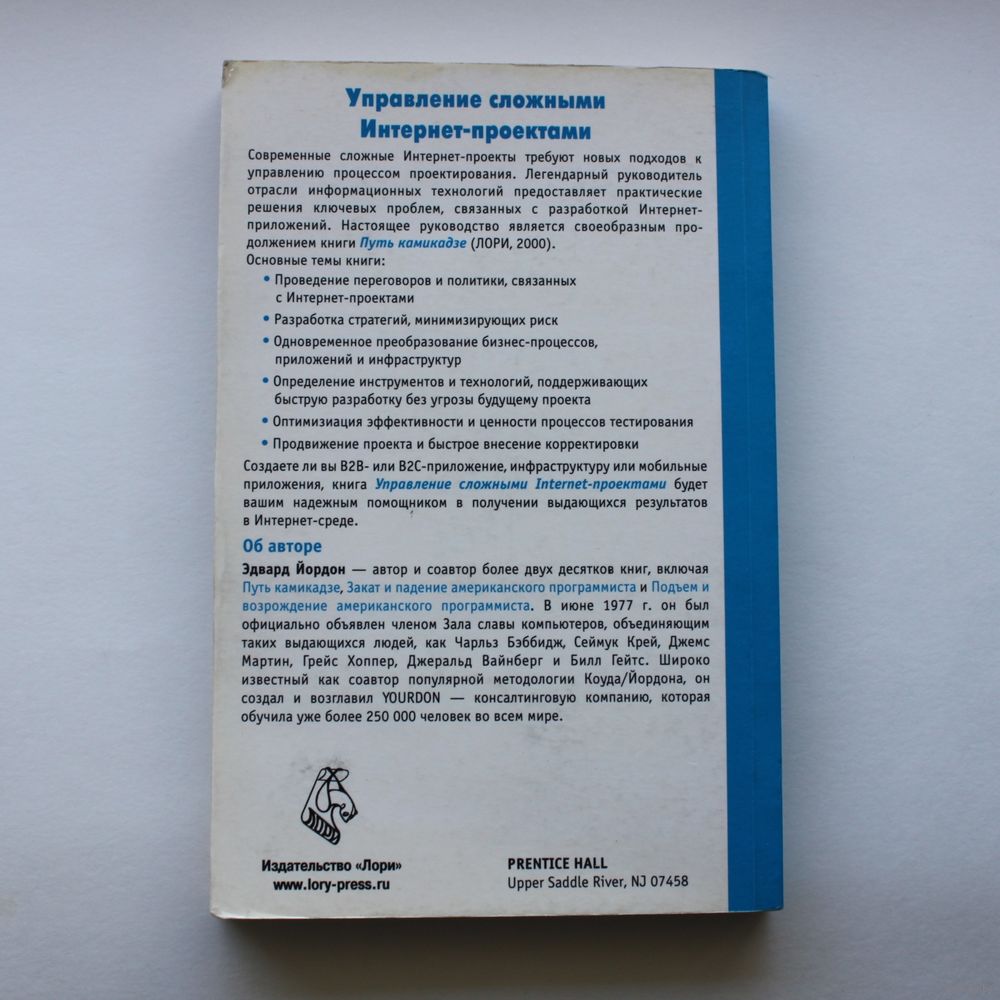 Управление сложными
Интернет-проектами
Современные сложные Интернет-проекты требуют новых подходов к
управлению процессом проектирования. Легендарный руководитель
отрасли информационных технологий предоставляет практические
решения ключевых проблем, связанных с разработкой Интернет-
приложений. Настоящее руководство является своеобразным про-
должением книги Путь камикадзе (ЛОРИ, 2000).
Основные темы книги:
• Проведение переговоров и политики, связанных
с Интернет-проектами
• Разработка стратегий, минимизирующих риск
• Одновременное преобразование бизнес-процессов,
приложений и инфраструктур
• Определение инструментов и технологий, поддерживающих
быструю разработку без угрозы будущему проекта
• Оптимизиация эффективности и ценности процессов тестирования
• Продвижение проекта и быстрое внесение корректировки
Создаете ли вы B2B- или B2C-приложение, инфраструктуру или мобильные
приложения, книга Управление сложными Internet-проектами будет
вашим надежным помощником в получении выдающихся результатов
в Интернет-среде.
Об авторе
Эдвард Йордон — автор и соавтор более двух десятков книг, включая
Путь камикадзе, Закат и падение американского программиста и Подъем и
возрождение американского программиста. В июне 1977 г. он был
официально объявлен членом Зала славы компьютеров, объединяющим
таких выдающихся людей, как Чарльз Бэббидж, Сеймук Крей, Джемс
Мартин, Грейс Хоппер, Джеральд Вайнберг и Билл Гейтс. Широко
известный как соавтор популярной методологии Коуда/Йордона, он
создал и возглавил YOURDON — консалтинговую компанию, которая
обучила уже более 250 000 человек во всем мире.
ЛОРИ
Издательство «Лори»
www.lory-press.ru
PRENTICE HALL
Upper Saddle River, NJ 07458